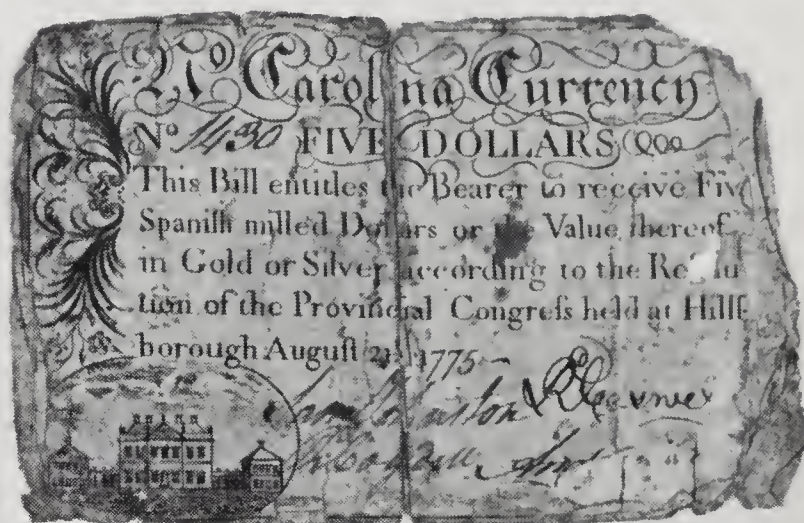 No Carolina Currency
No 1430 FIVE DOLLARS
This Bill entitles the Bearer to receive Five
Spaniſh milled Dollars or the Value thereof
in Gold or Silver according to the Reſolu
tion of the Provincial Congreſs held at Hillſ
borough Auguſt 21 1775